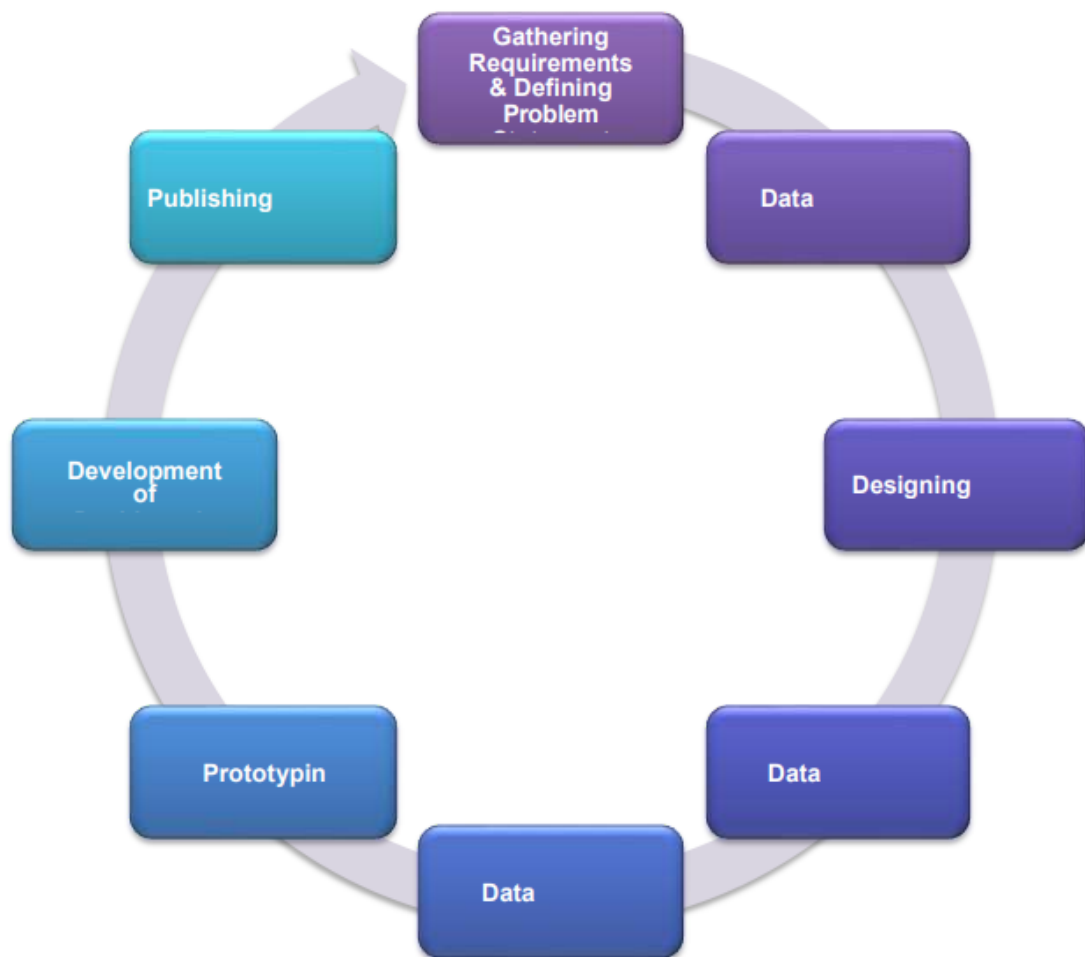 Gathering
Requirements
& Defining
Problem
Data
Designing
Data
Data
Prototypin
Development
of
Publishing